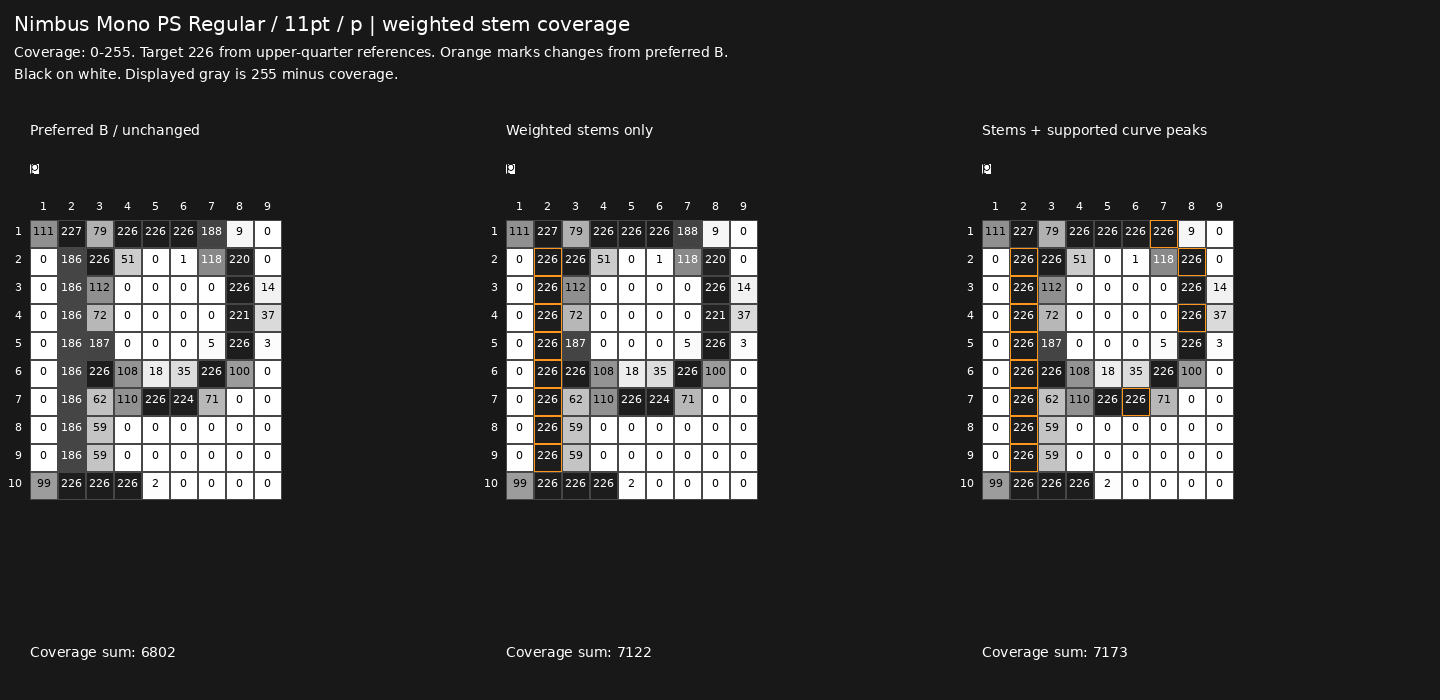 Nimbus Mono PS Regular / 11pt / p | weighted stem coverage
Coverage: 0-255. Target 226 from upper-quarter references. Orange marks changes from preferred B.
Black on white. Displayed gray is 255 minus coverage.
Preferred B / unchanged
1 2 3 4 5 6 7 8 9
1 111 227 79 226 226 226 188 9 0
2 0 186 226 51 0 1 118 220 0
3 0 186 112 0 0 0 0 226 14
4 0 186 72 0 0 0 0 221 37
5 0 186 187 0 0 0 5 226 3
6 0 186 226 108 18 35 226 100 0
7 0 186 62 110 226 224 71 0 0
8 0 186 59 0 0 0 0 0 0
9 0 186 59 0 0 0 0 0 0
10 99 226 226 226 2 0 0 0 0
Coverage sum: 6802
Weighted stems only
1 2 3 4 5 6 7 8 9
1 111 227 79 226 226 226 188 9 0
2 0 226 226 51 0 1 118 220 0
3 0 226 112 0 0 0 0 226 14
4 0 226 72 0 0 0 0 221 37
5 0 226 187 0 0 0 5 226 3
6 0 226 226 108 18 35 226 100 0
7 0 226 62 110 226 224 71 0 0
8 0 226 59 0 0 0 0 0 0
9 0 226 59 0 0 0 0 0 0
10 99 226 226 226 2 0 0 0 0
Coverage sum: 7122
Stems + supported curve peaks
1 2 3 4 5 6 7 8 9
1 111 227 79 226 226 226 226 9 0
2 0 226 226 51 0 1 118 226 0
3 0 226 112 0 0 0 0 226 14
4 0 226 72 0 0 0 0 226 37
5 0 226 187 0 0 0 5 226 3
6 0 226 226 108 18 35 226 100 0
7 0 226 62 110 226 226 71 0 0
8 0 226 59 0 0 0 0 0 0
9 0 226 59 0 0 0 0 0 0
10 99 226 226 226 2 0 0 0 0
Coverage sum: 7173